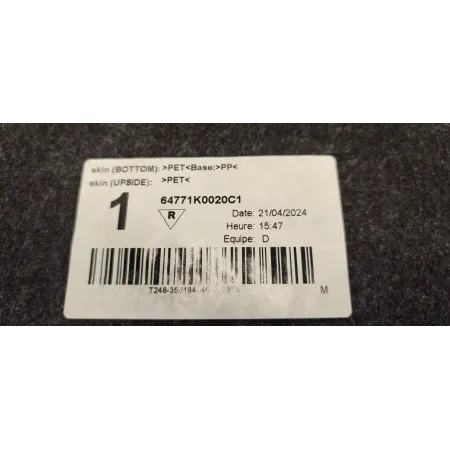 skin (BOTTOM): >PET<Base:>PP<
skin (UPSIDE): >PET<
1
64771K0020C1
R
Date: 21/04/2024
Heure: 15:47
Equipe: D
M